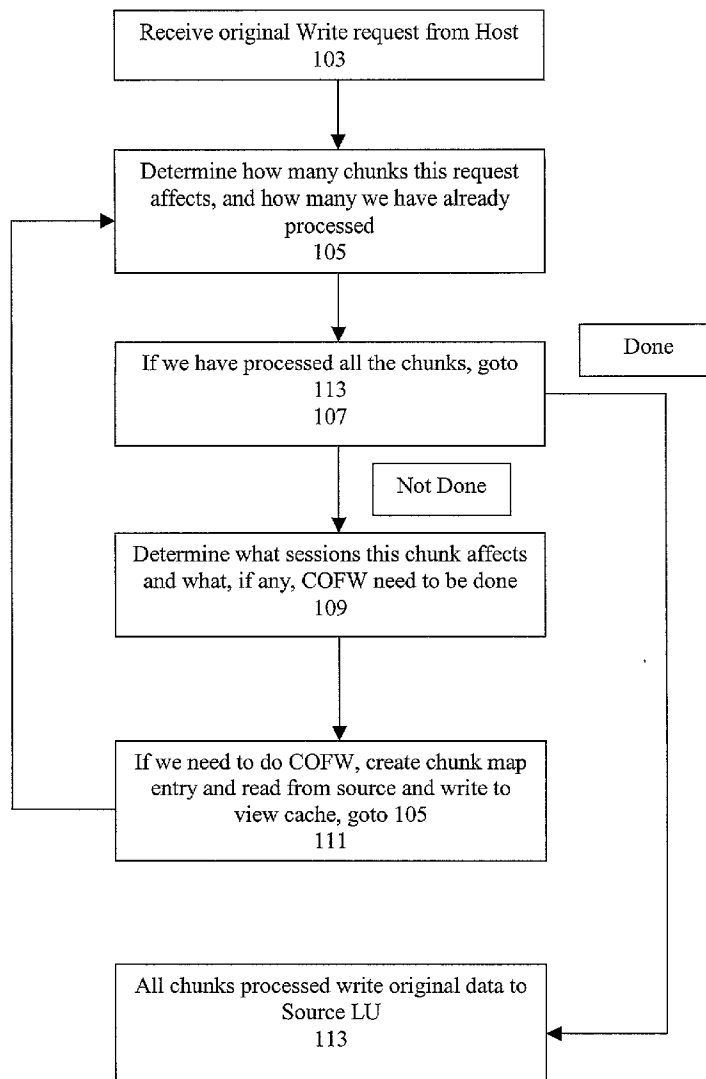 Receive original Write request from Host
103
Determine how many chunks this request
affects, and how many we have already
processed
105
If we have processed all the chunks, goto
113
107
Done
Not Done
Determine what sessions this chunk affects
and what, if any, COFW need to be done
109
If we need to do COFW, create chunk map
entry and read from source and write to
view cache, goto 105
111
All chunks processed write original data to
Source LU
113